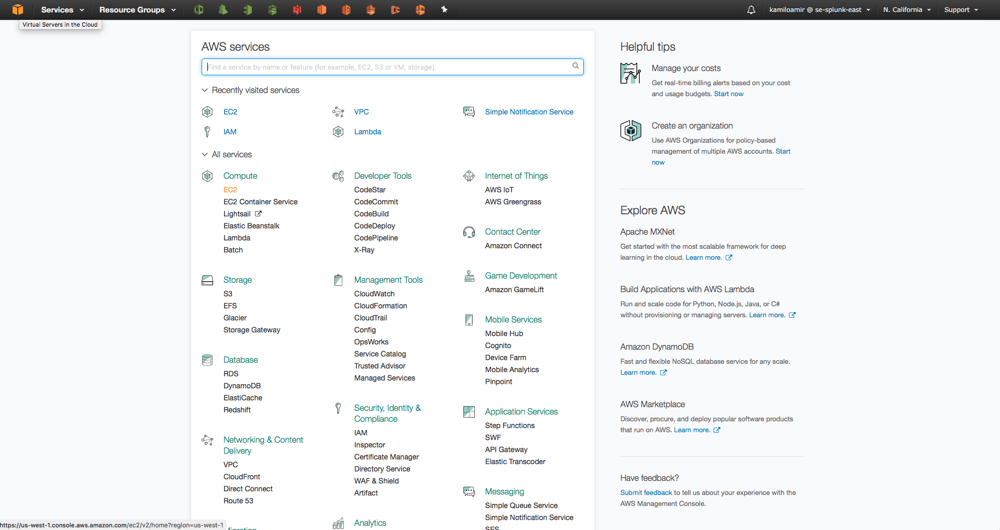 Services
Resource Groups
kamiloamir @ se-splunk-east
N. California
Support
Virtual Servers in the Cloud
AWS services
Find a service by name or feature (for example, EC2, S3 or VM, storage).
Recently visited services
EC2
VPC
Simple Notification Service
IAM
Lambda
All services
Compute
EC2
EC2 Container Service
Lightsail
Elastic Beanstalk
Lambda
Batch
Storage
S3
EFS
Glacier
Storage Gateway
Database
RDS
DynamoDB
ElastiCache
Redshift
Networking & Content
Delivery
VPC
CloudFront
Direct Connect
Route 53
Migration
Developer Tools
CodeStar
CodeCommit
CodeBuild
CodeDeploy
CodePipeline
X-Ray
Management Tools
CloudWatch
CloudFormation
CloudTrail
Config
OpsWorks
Service Catalog
Trusted Advisor
Managed Services
Security, Identity &
Compliance
IAM
Inspector
Certificate Manager
Directory Service
WAF & Shield
Artifact
Analytics
Internet of Things
AWS IoT
AWS Greengrass
Contact Center
Amazon Connect
Game Development
Amazon GameLift
Mobile Services
Mobile Hub
Cognito
Device Farm
Mobile Analytics
Pinpoint
Application Services
Step Functions
SWF
API Gateway
Elastic Transcoder
Messaging
Simple Queue Service
Simple Notification Service
SES
Helpful tips
Manage your costs
Get real-time billing alerts based on your cost
and usage budgets. Start now
Create an organization
Use AWS Organizations for policy-based
management of multiple AWS accounts. Start
now
Explore AWS
Apache MXNet
Get started with the most scalable framework for deep
learning in the cloud. Learn more.
Build Applications with AWS Lambda
Run and scale code for Python, Node.js, Java, or C#
without provisioning or managing servers. Learn more.
Amazon DynamoDB
Fast and flexible NoSQL database service for any scale.
Learn more.
AWS Marketplace
Discover, procure, and deploy popular software products
that run on AWS. Learn more.
Have feedback?
Submit feedback to tell us about your experience with the
AWS Management Console.
https://us-west-1.console.aws.amazon.com/ec2/v2/home?region=us-west-1